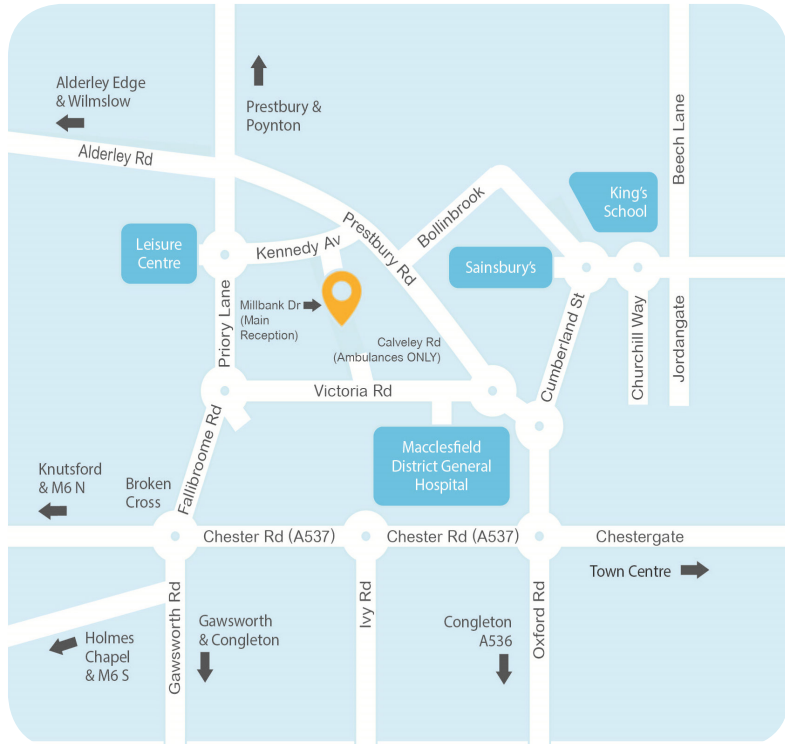 Alderley Edge
& Wilmslow
Prestbury &
Poynton
Beech Lane
Alderley Rd
King's
School
Bollinbrook
Prestbury Rd
Kennedy Av
Leisure
Centre
Sainsbury's
Millbank Dr
(Main
Reception)
Priory Lane
Calveley Rd
(Ambulances ONLY)
Cumberland St
Churchill Way
Jordangate
Victoria Rd
Macclesfield
District General
Hospital
Fallibroome Rd
Knutsford
& M6 N
Broken
Cross
Chester Rd (A537)
Chester Rd (A537)
Chestergate
Town Centre
Gawsworth Rd
Ivy Rd
Oxford Rd
Gawsworth
& Congleton
Congleton
A536
Holmes
Chapel
& M6 S